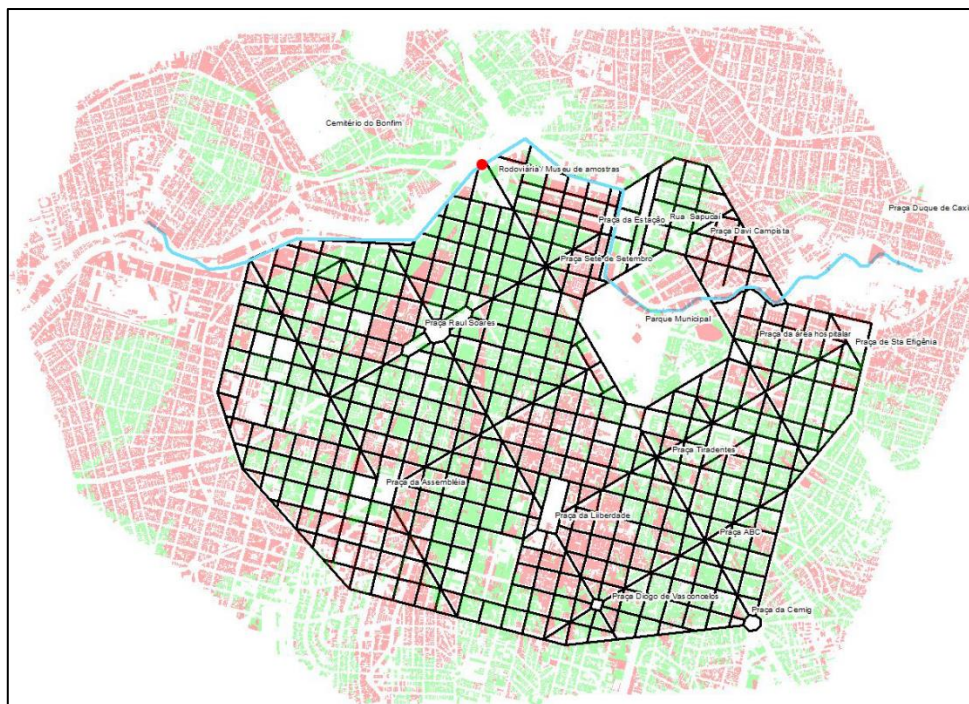 Cemitério do Bonfim
Rodoviaria / Museu de amostras
Praça Duque de Caxi
Praça da Estação
Rua Sapucaí
Praça Davi Campista
Praça Sete de Setembro
Parque Municipal
Praça Raul Soares
Praça da área hospitalar
Praça de Sta Efigênia
Praça Tiradentes
Praça da Assembléia
Praça da Liberdade
Praça ABC
Praça Diogo de Vasconcelos
Praça da Cemig